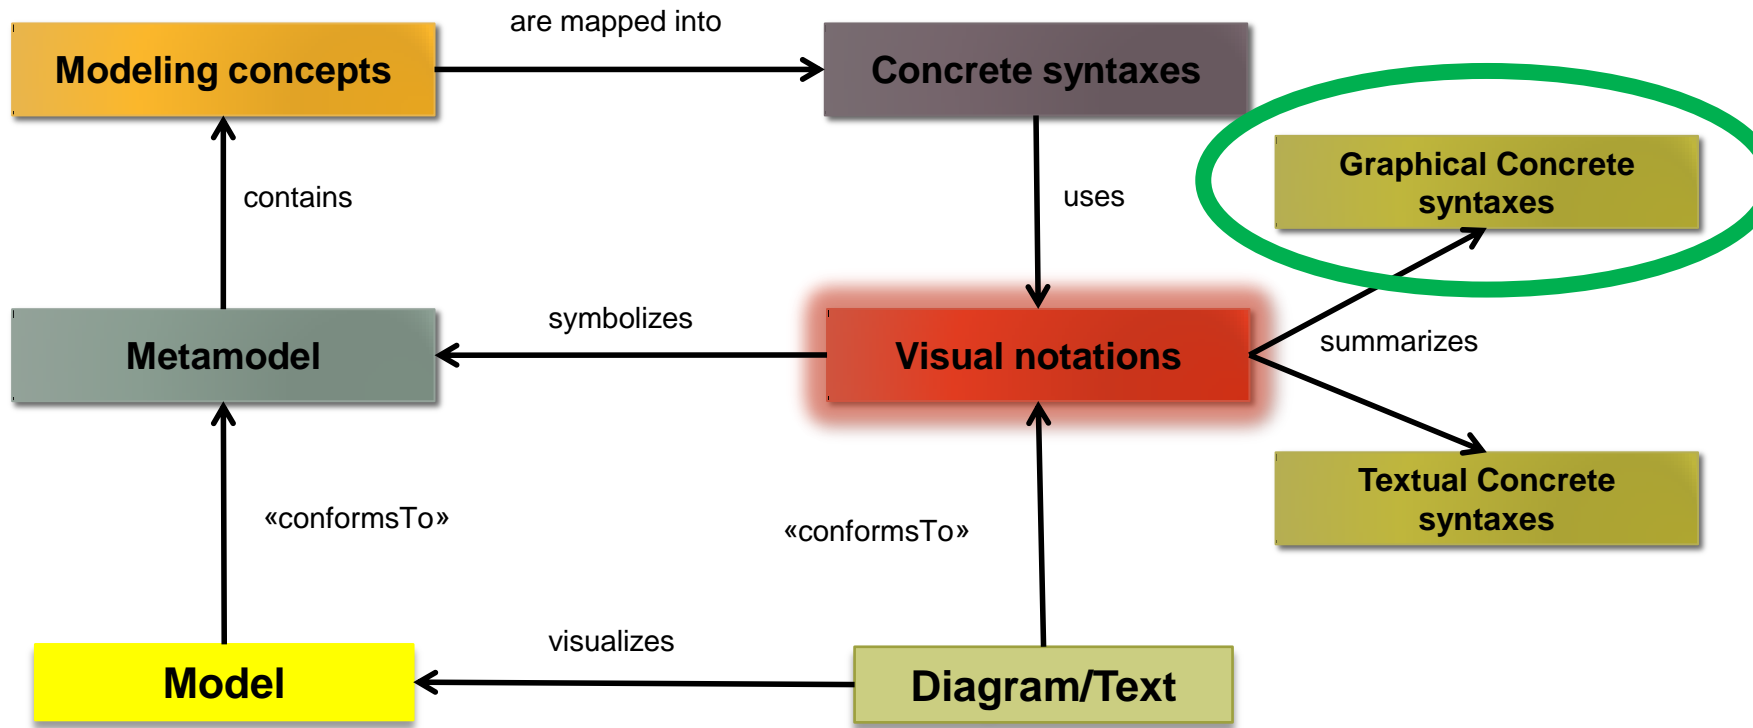 are mapped into
Modeling concepts
Concrete syntaxes
Graphical Concrete
syntaxes
contains
uses
symbolizes
summarizes
Metamodel
Visual notations
Textual Concrete
syntaxes
«conformsTo»
«conformsTo»
visualizes
Model
Diagram/Text